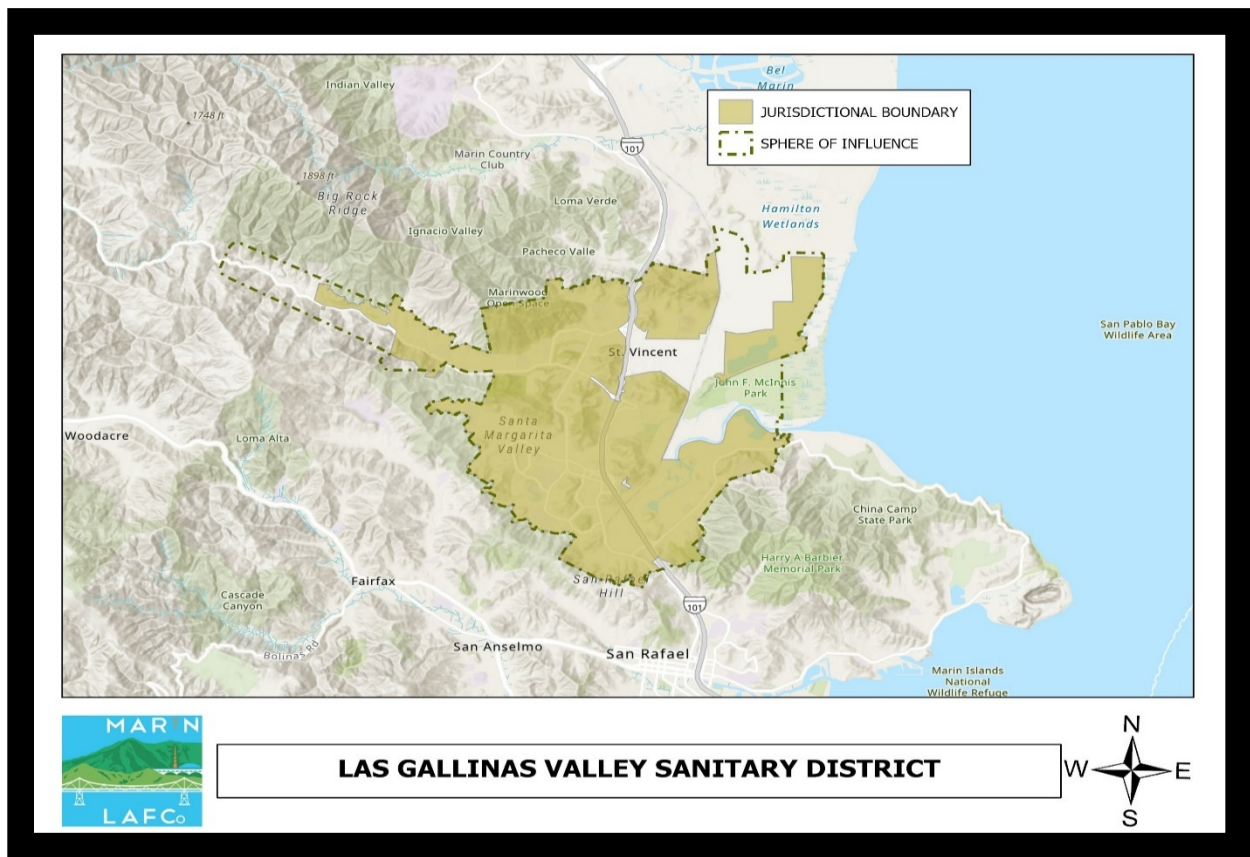 Bel
Marin
Indian Valley
JURISDICTIONAL BOUNDARY
SPHERE OF INFLUENCE
1748 ft
101
Marin Country
Club
1898 ft
Big Rock
Ridge
Loma Verde
Hamilton
Wetlands
Ignacio Valley
Pacheco Valle
Marinwood
Open Space
San Pablo Bay
Wildlife Area
St. Vincent
John F. McInnis
Park
Santa
Margarita
Valley
Woodacre
Loma Alta
China Camp
State Park
Harry A Barbier
Memorial Park
Fairfax
San Rafael
Hill
Cascade
Canyon
101
San Anselmo
San Rafael
Bolinas Rd
Marin Islands
National
Wildlife Refuge
MARIN
LAFCo
LAS GALLINAS VALLEY SANITARY DISTRICT
N
W E
S